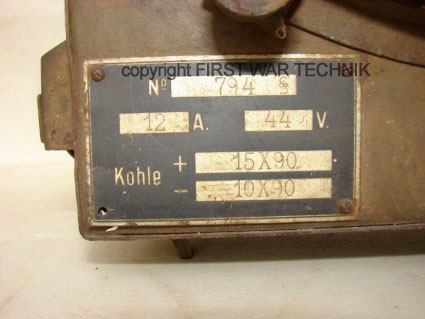 copyright FIRST WAR TECHNIK
Nº 794
12 A. 44 V.
Kohle + 15X90
- 10X90